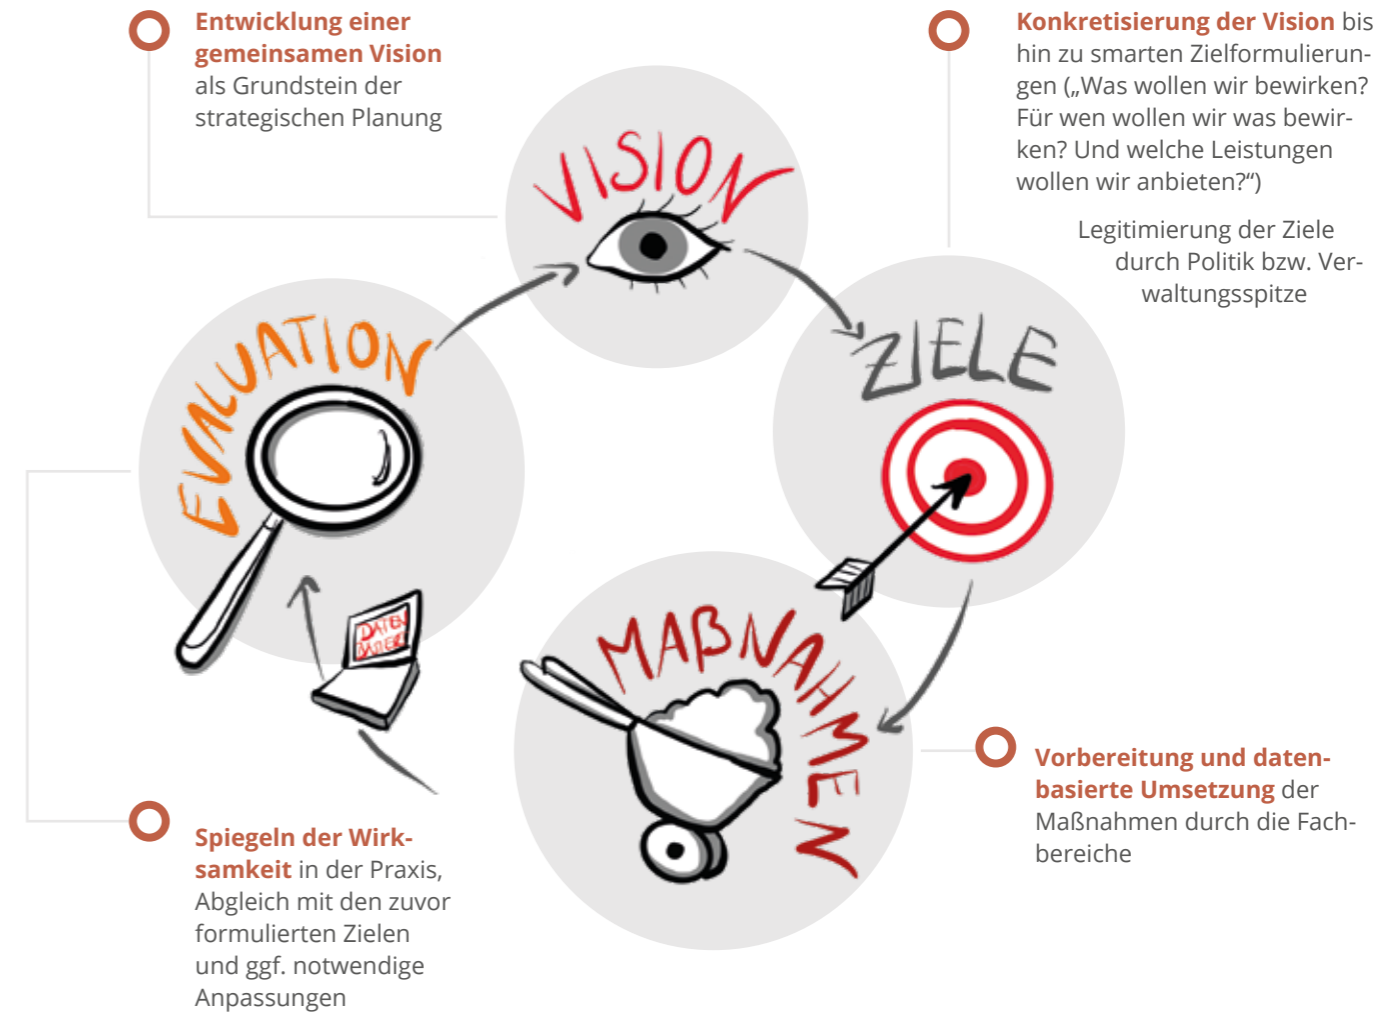 Entwicklung einer
gemeinsamen Vision
als Grundstein der
strategischen Planung
Konkretisierung der Vision bis
hin zu smarten Zielformulierun-
gen („Was wollen wir bewirken?
Für wen wollen wir was bewir-
ken? Und welche Leistungen
wollen wir anbieten?“)
Legitimierung der Ziele
durch Politik bzw. Ver-
waltungsspitze
VISION
ZIELE
EVALUATION
MAßNAHMEN
DATEN
Vorbereitung und daten-
basierte Umsetzung der
Maßnahmen durch die Fach-
bereiche
Spiegeln der Wirk-
samkeit in der Praxis,
Abgleich mit den zuvor
formulierten Zielen
und ggf. notwendige
Anpassungen